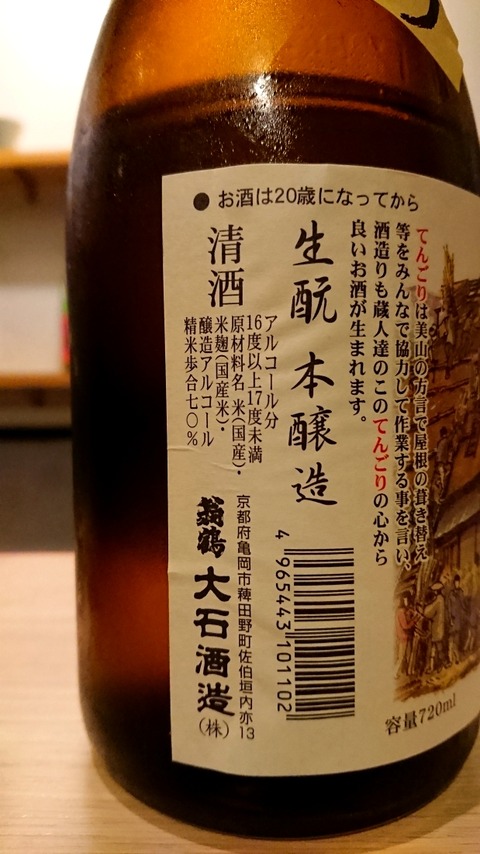 ● お酒は20歳になってから
てんごりは美山の方言で屋根の葺き替え
等をみんなで協力して作業する事を言い、
酒造りも蔵人達のこのてんごりの心から
良いお酒が生まれます。
生酛 本醸造
清酒
アルコール分
16度以上17度未満
原材料名 米(国産)・
米麹(国産米)・
醸造アルコール
精米歩合七〇%
4 965443 101102
京都府亀岡市薭田野町佐伯垣内亦13
翁鶴 大石酒造(株)
容量720ml